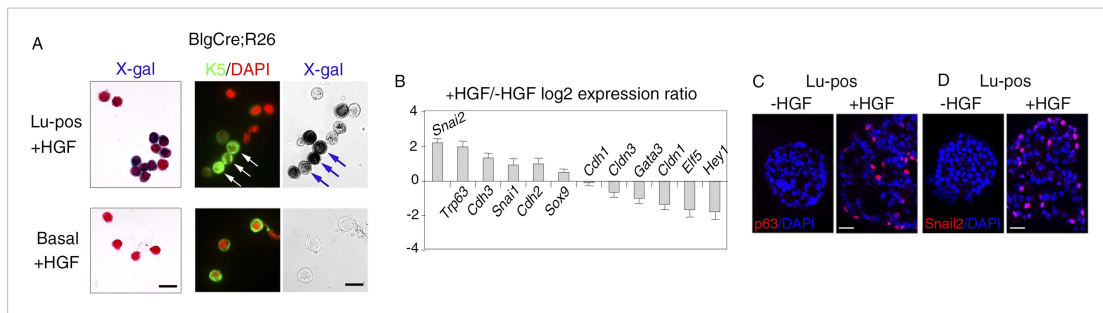 A
BlgCre;R26
X-gal
K5/DAPI
X-gal
Lu-pos
+HGF
Basal
+HGF
B
+HGF/-HGF log2 expression ratio
4
2
0
-2
-4
Snai2
Trp63
Cdh3
Snai1
Cdh2
Sox9
Cdh1
Cldn3
Gata3
Cldn1
Elf5
Hey1
C
Lu-pos
-HGF
+HGF
p63/DAPI
D
Lu-pos
-HGF
+HGF
Snail2/DAPI